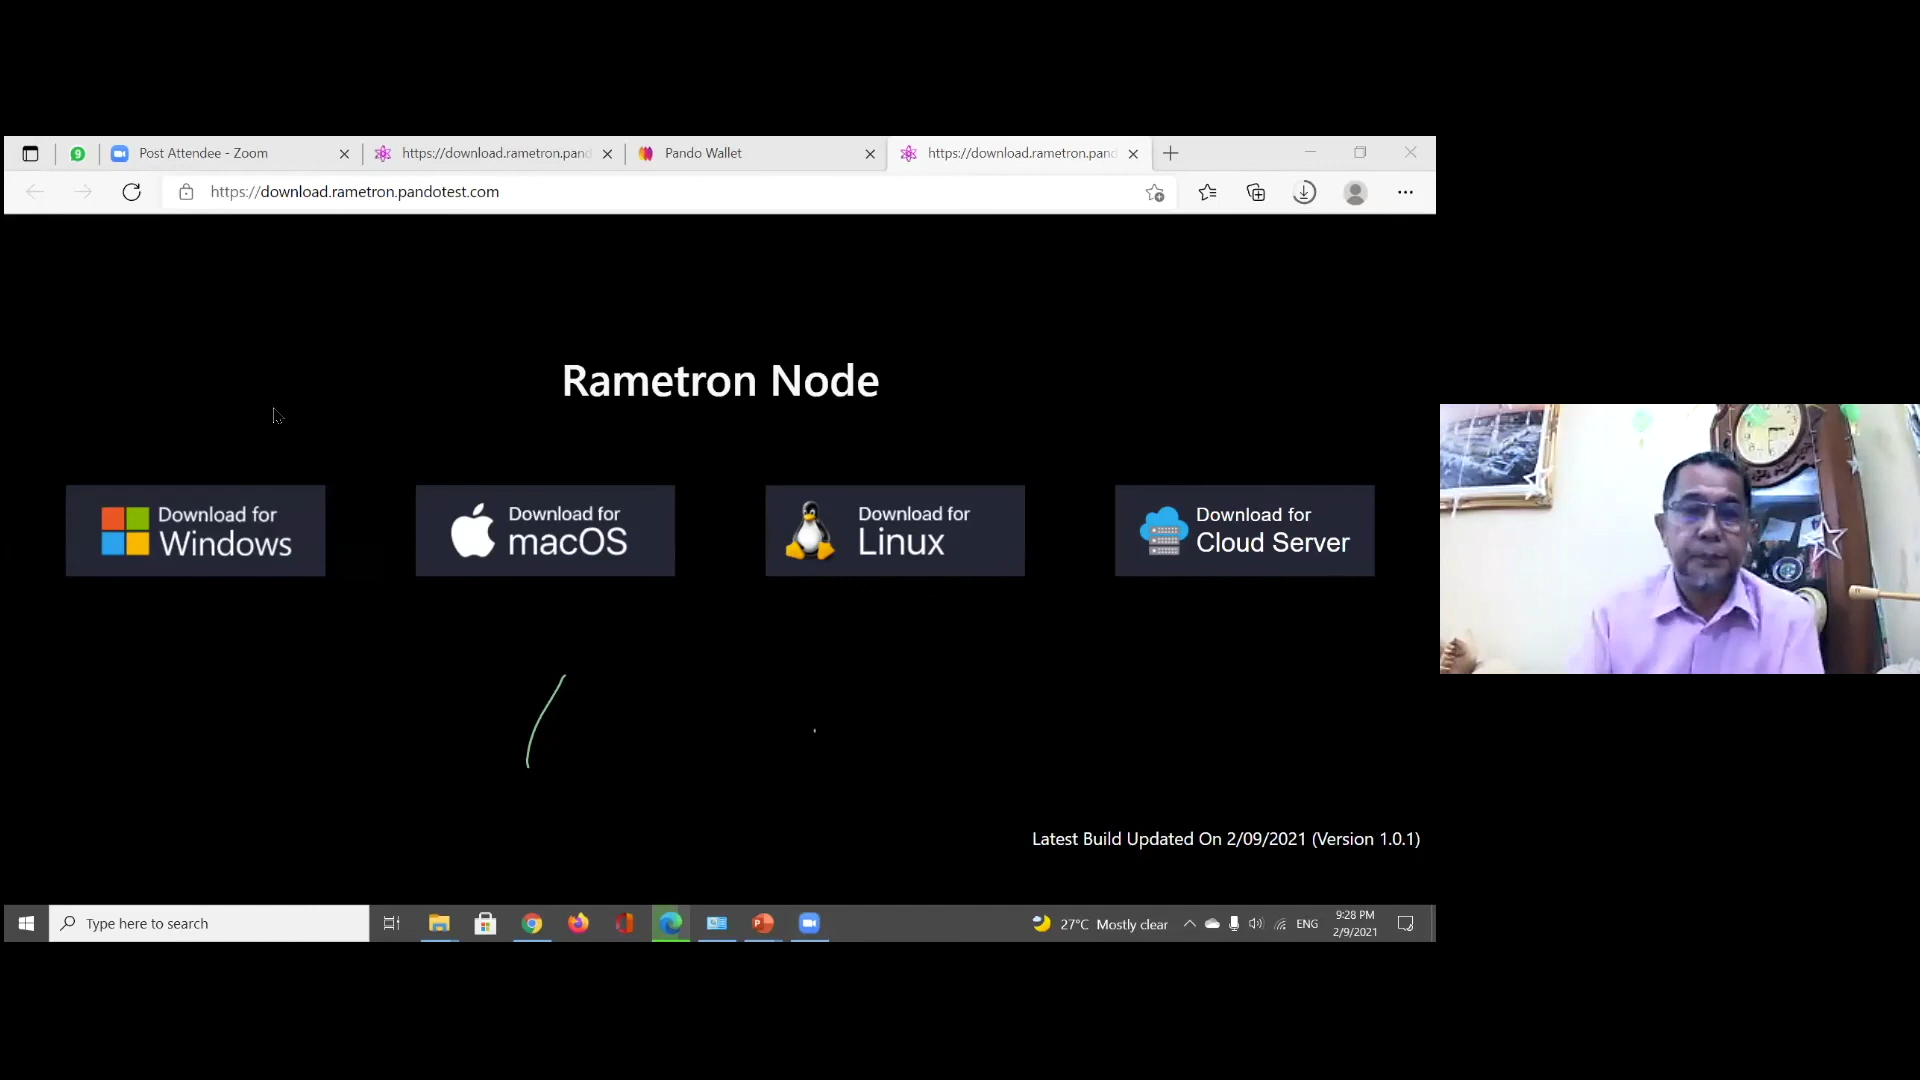 9
Post Attendee - Zoom
https://download.rametron.pand
Pando Wallet
https://download.rametron.pand
https://download.rametron.pandotest.com
Rametron Node
Download for
Windows
Download for
macOS
Download for
Linux
Download for
Cloud Server
Latest Build Updated On 2/09/2021 (Version 1.0.1)
Type here to search
27°C Mostly clear
ENG
9:28 PM
2/9/2021